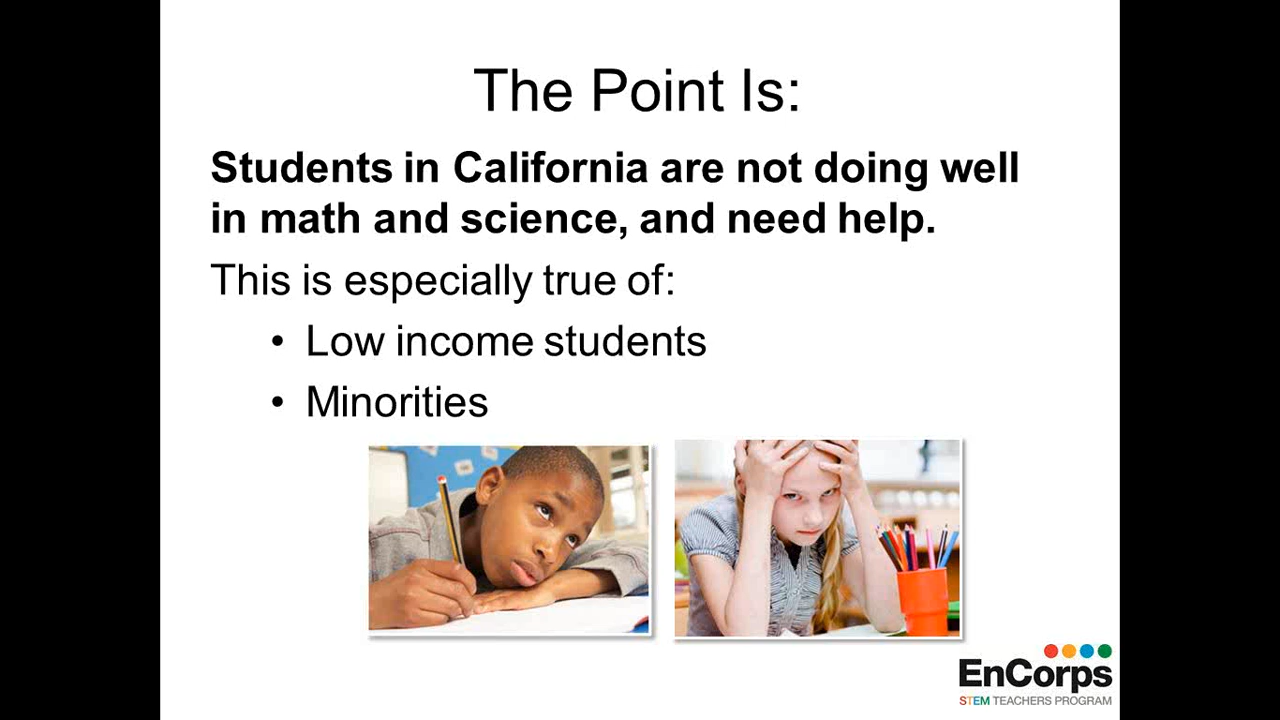 The Point Is:
Students in California are not doing well
in math and science, and need help.
This is especially true of:
• Low income students
• Minorities
EnCorps
STEM TEACHERS PROGRAM